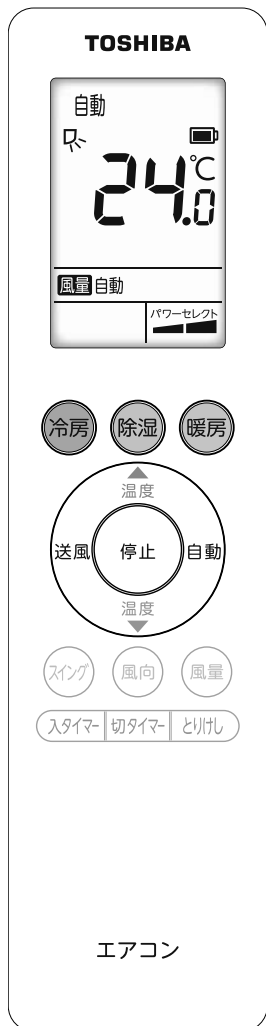 TOSHIBA
自動
24.0℃
風量 自動
パワーセレクト
冷房 除湿 暖房
温度
送風 停止 自動
温度
スイング 風向 風量
入タイマー 切タイマー とりけし
エアコン